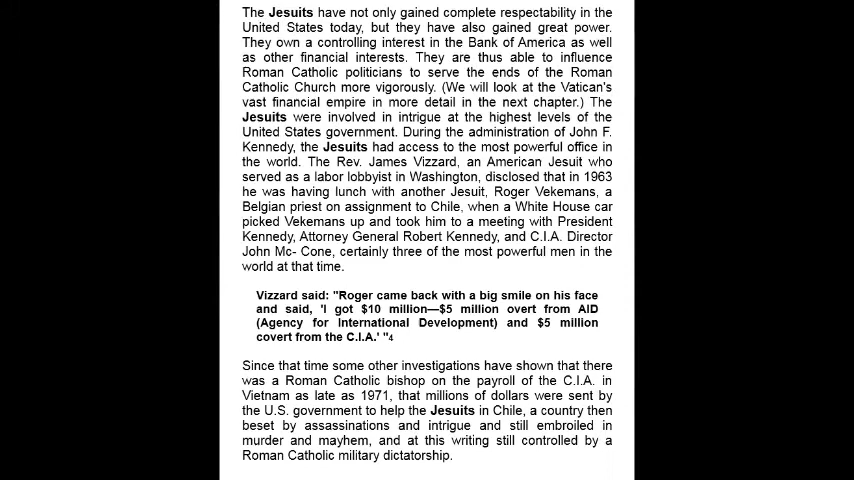 The Jesuits have not only gained complete respectability in the
United States today, but they have also gained great power.
They own a controlling interest in the Bank of America as well
as other financial interests. They are thus able to influence
Roman Catholic politicians to serve the ends of the Roman
Catholic Church more vigorously. (We will look at the Vatican's
vast financial empire in more detail in the next chapter.) The
Jesuits were involved in intrigue at the highest levels of the
United States government. During the administration of John F.
Kennedy, the Jesuits had access to the most powerful office in
the world. The Rev. James Vizzard, an American Jesuit who
served as a labor lobbyist in Washington, disclosed that in 1963
he was having lunch with another Jesuit, Roger Vekemans, a
Belgian priest on assignment to Chile, when a White House car
picked Vekemans up and took him to a meeting with President
Kennedy, Attorney General Robert Kennedy, and C.I.A. Director
John Mc- Cone, certainly three of the most powerful men in the
world at that time.
Vizzard said: "Roger came back with a big smile on his face
and said, 'I got $10 million—$5 million overt from AID
(Agency for International Development) and $5 million
covert from the C.I.A.' "4
Since that time some other investigations have shown that there
was a Roman Catholic bishop on the payroll of the C.I.A. in
Vietnam as late as 1971, that millions of dollars were sent by
the U.S. government to help the Jesuits in Chile, a country then
beset by assassinations and intrigue and still embroiled in
murder and mayhem, and at this writing still controlled by a
Roman Catholic military dictatorship.